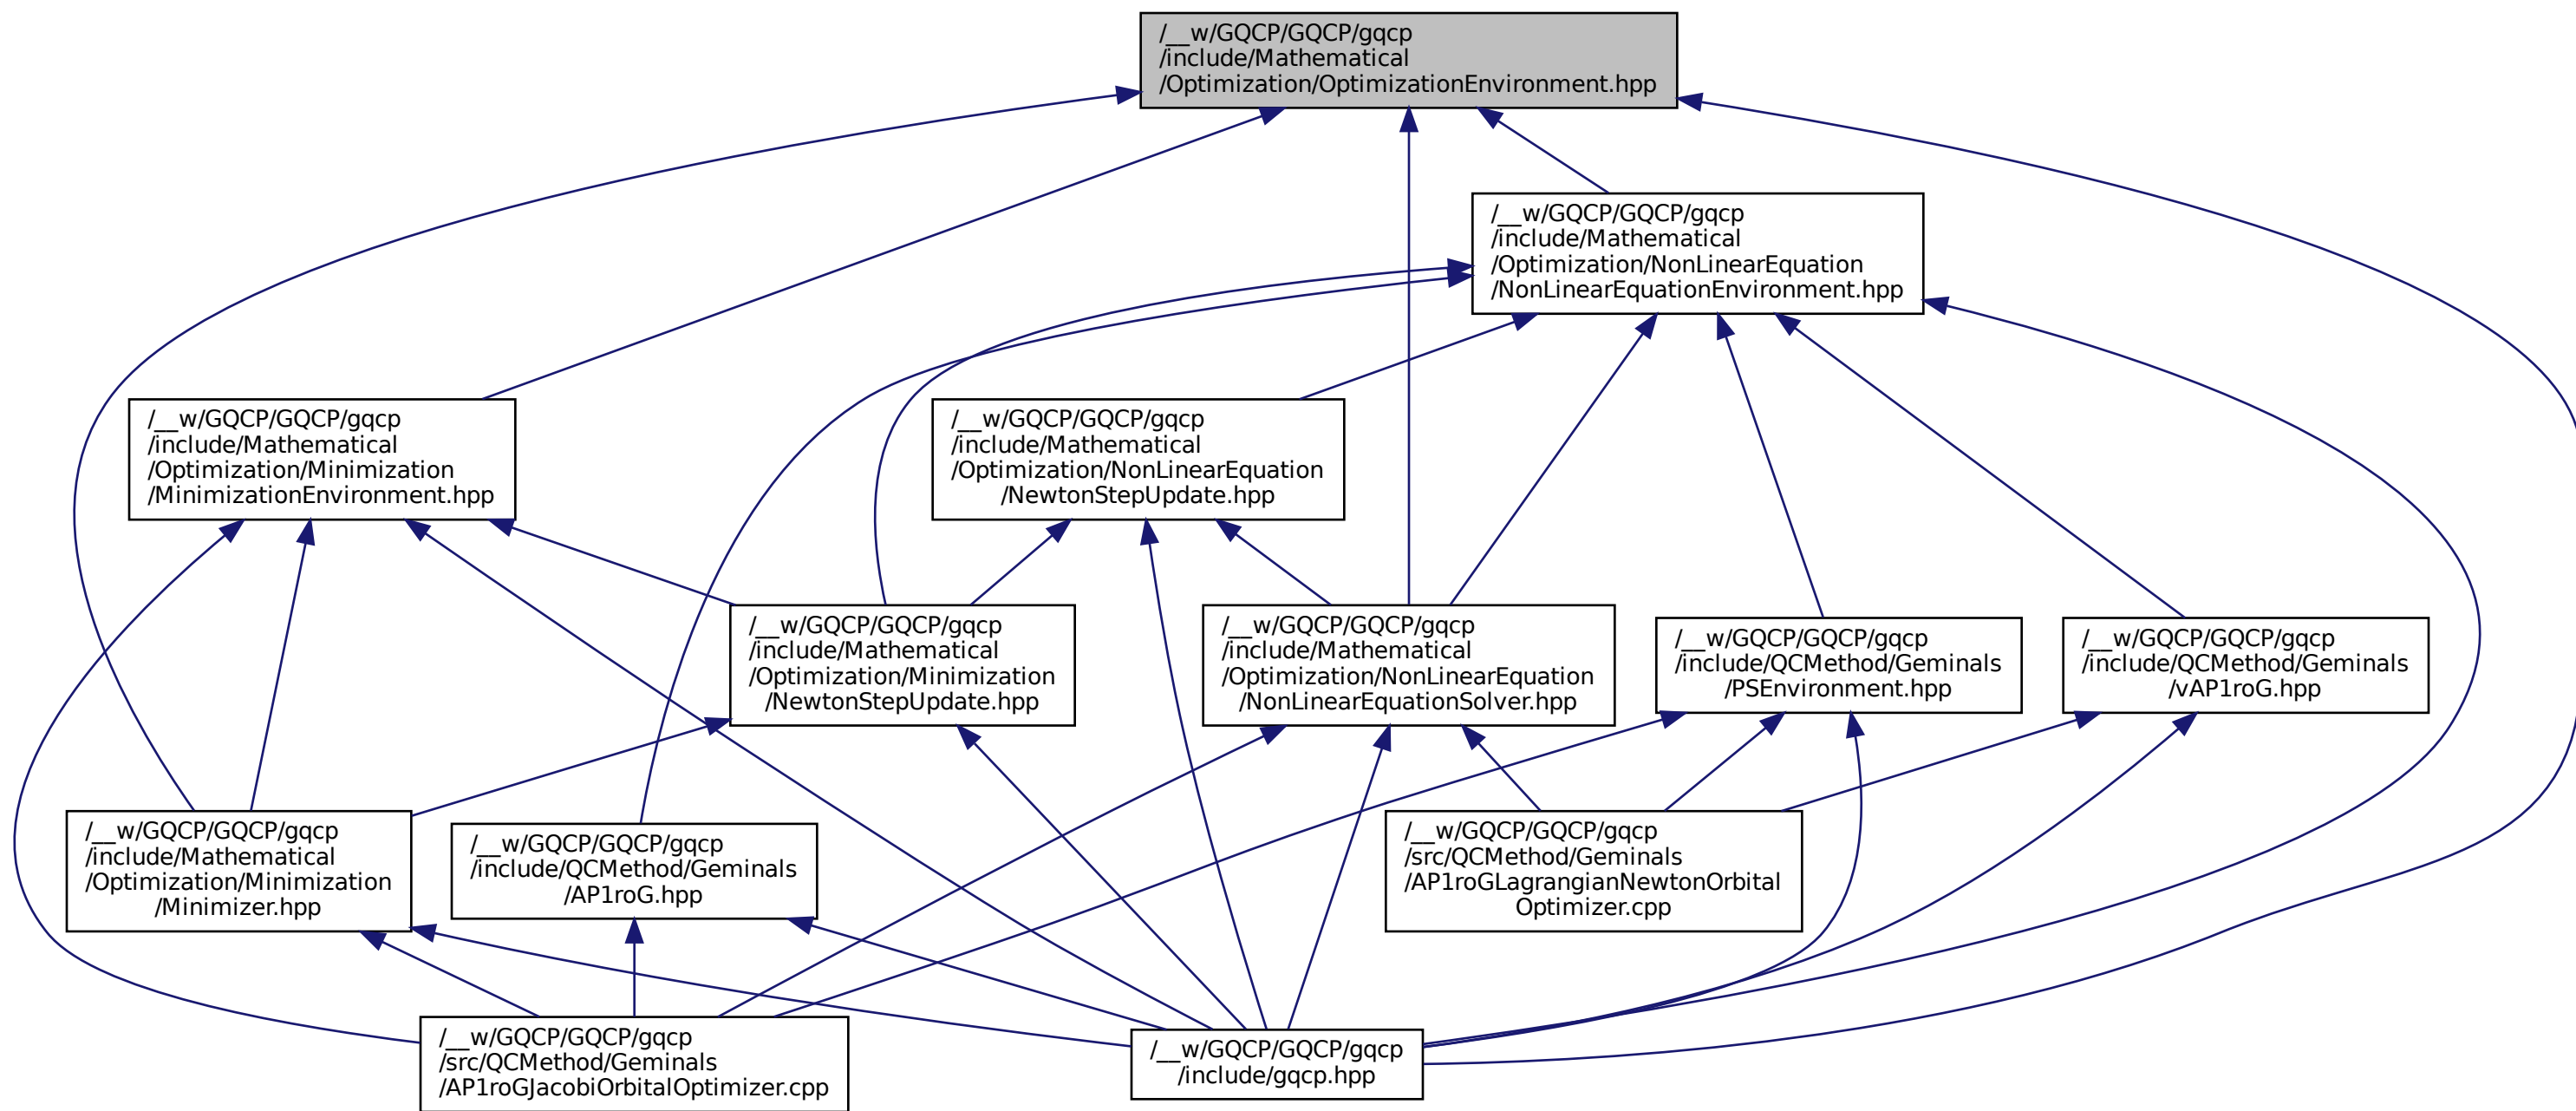 /__w/GQCP/GQCP/gqcp
/include/Mathematical
/Optimization/OptimizationEnvironment.hpp
/__w/GQCP/GQCP/gqcp
/include/Mathematical
/Optimization/NonLinearEquation
/NonLinearEquationEnvironment.hpp
/__w/GQCP/GQCP/gqcp
/include/Mathematical
/Optimization/Minimization
/MinimizationEnvironment.hpp
/__w/GQCP/GQCP/gqcp
/include/Mathematical
/Optimization/NonLinearEquation
/NewtonStepUpdate.hpp
/__w/GQCP/GQCP/gqcp
/include/Mathematical
/Optimization/Minimization
/NewtonStepUpdate.hpp
/__w/GQCP/GQCP/gqcp
/include/Mathematical
/Optimization/NonLinearEquation
/NonLinearEquationSolver.hpp
/__w/GQCP/GQCP/gqcp
/include/QCMethod/Geminals
/PSEnvironment.hpp
/__w/GQCP/GQCP/gqcp
/include/QCMethod/Geminals
/vAP1roG.hpp
/__w/GQCP/GQCP/gqcp
/include/Mathematical
/Optimization/Minimization
/Minimizer.hpp
/__w/GQCP/GQCP/gqcp
/include/QCMethod/Geminals
/AP1roG.hpp
/__w/GQCP/GQCP/gqcp
/src/QCMethod/Geminals
/AP1roGLagrangianNewtonOrbital
Optimizer.cpp
/__w/GQCP/GQCP/gqcp
/src/QCMethod/Geminals
/AP1roGJacobiOrbitalOptimizer.cpp
/__w/GQCP/GQCP/gqcp
/include/gqcp.hpp